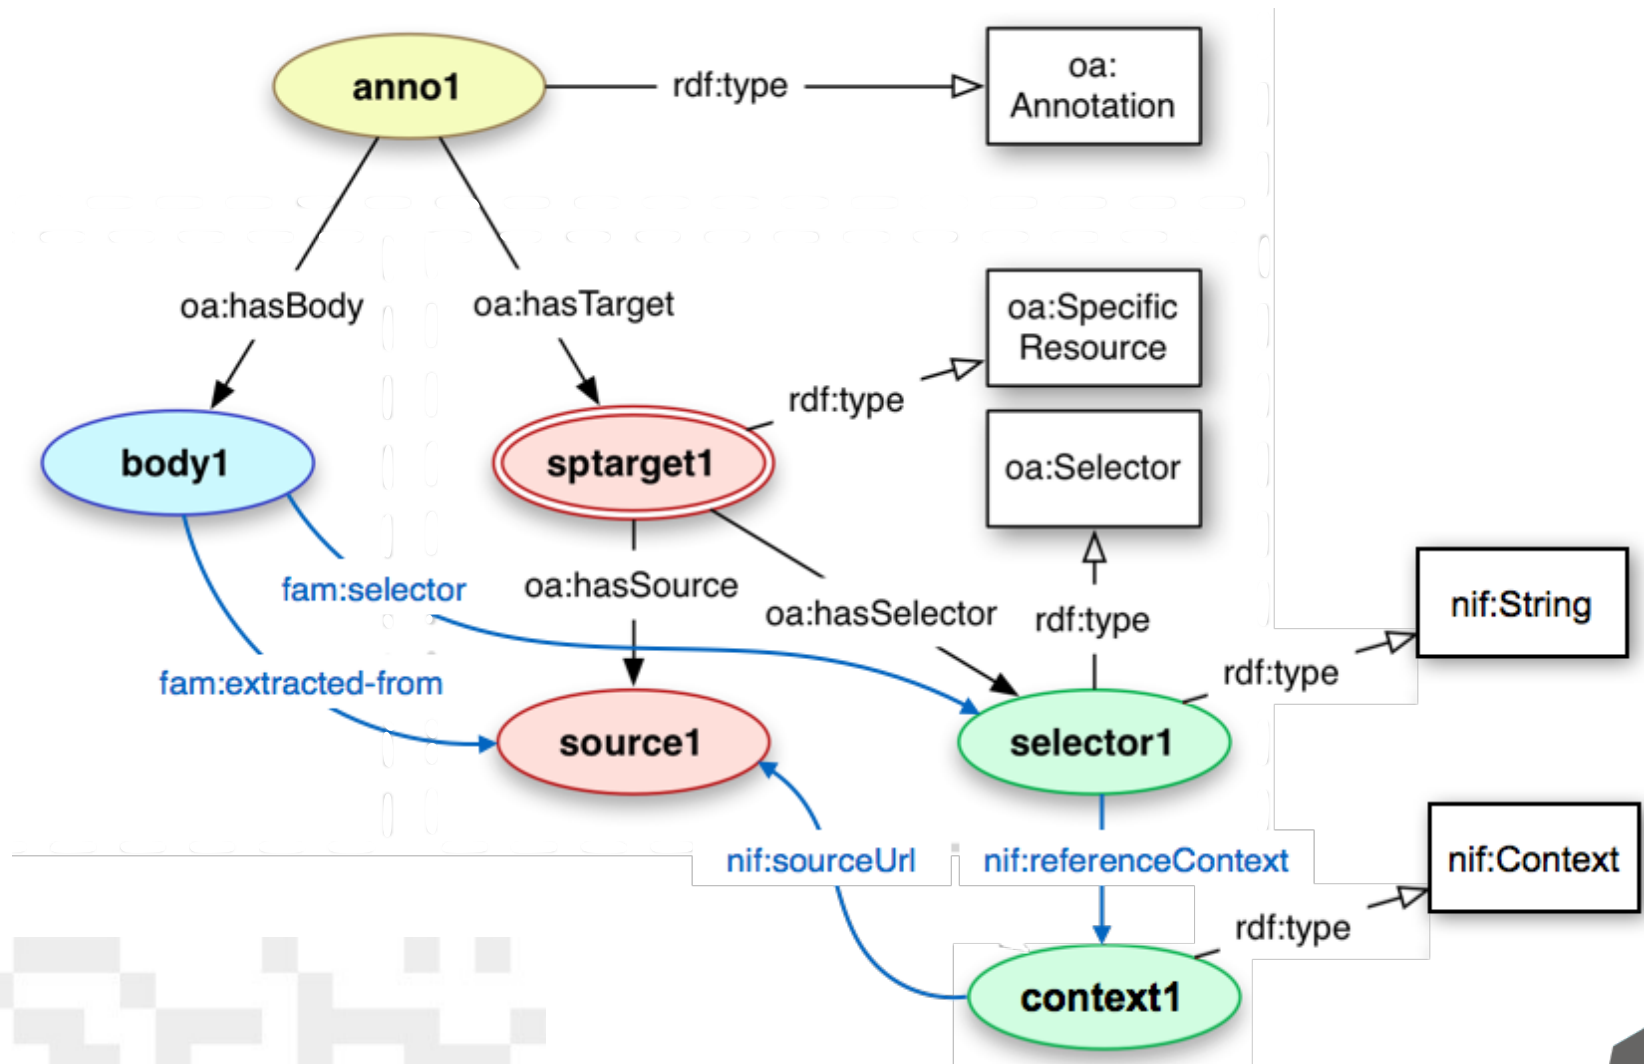 anno1
rdf:type
oa:
Annotation
oa:hasBody
oa:hasTarget
oa:Specific
Resource
rdf:type
body1
sptarget1
oa:Selector
fam:selector
oa:hasSource
oa:hasSelector
rdf:type
nif:String
rdf:type
fam:extracted-from
source1
selector1
nif:sourceUrl
nif:referenceContext
nif:Context
rdf:type
context1